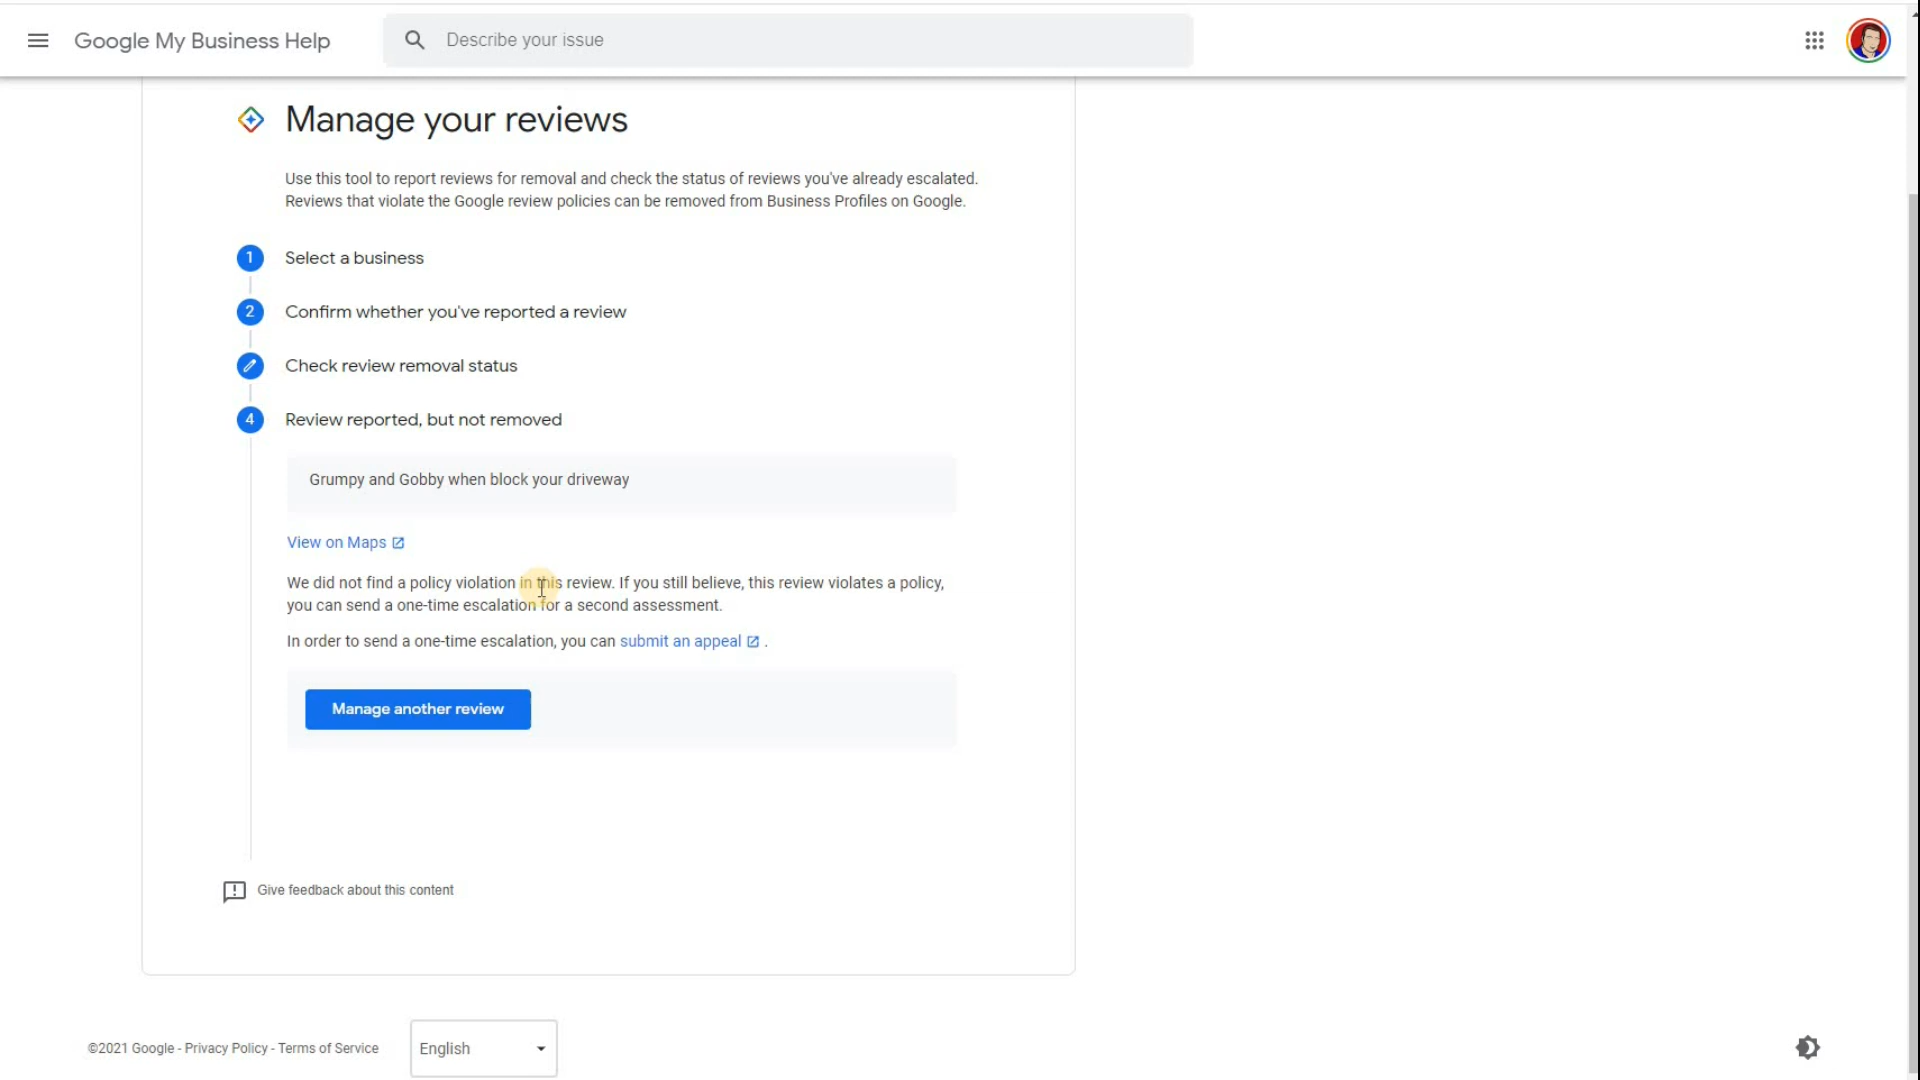 Google My Business Help
Describe your issue
Manage your reviews
Use this tool to report reviews for removal and check the status of reviews you've already escalated.
Reviews that violate the Google review policies can be removed from Business Profiles on Google.
1 Select a business
2 Confirm whether you've reported a review
Check review removal status
4 Review reported, but not removed
Grumpy and Gobby when block your driveway
View on Maps
We did not find a policy violation in this review. If you still believe, this review violates a policy,
you can send a one-time escalation for a second assessment.
In order to send a one-time escalation, you can submit an appeal .
Manage another review
Give feedback about this content
©2021 Google - Privacy Policy - Terms of Service
English